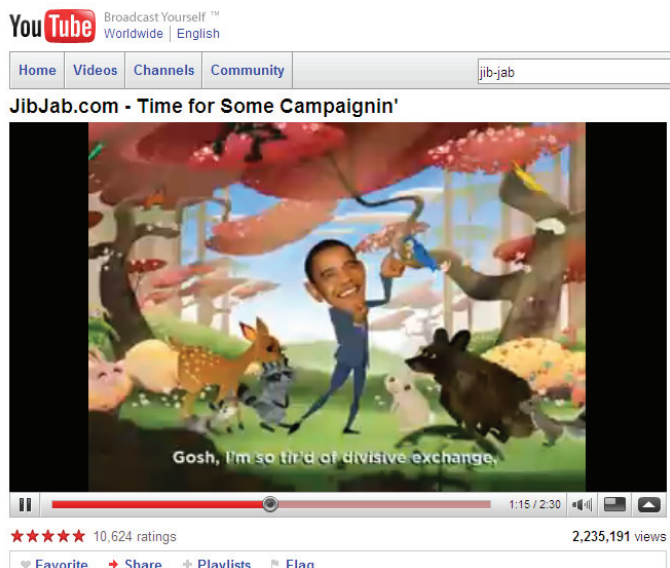 You Tube Broadcast Yourself ™
Worldwide | English
Home Videos Channels Community jib-jab
JibJab.com - Time for Some Campaignin'
Gosh, I'm so tir'd of divisive exchange,
1:15 / 2:30
10,624 ratings 2,235,191 views
Favorite Share Playlists Flag